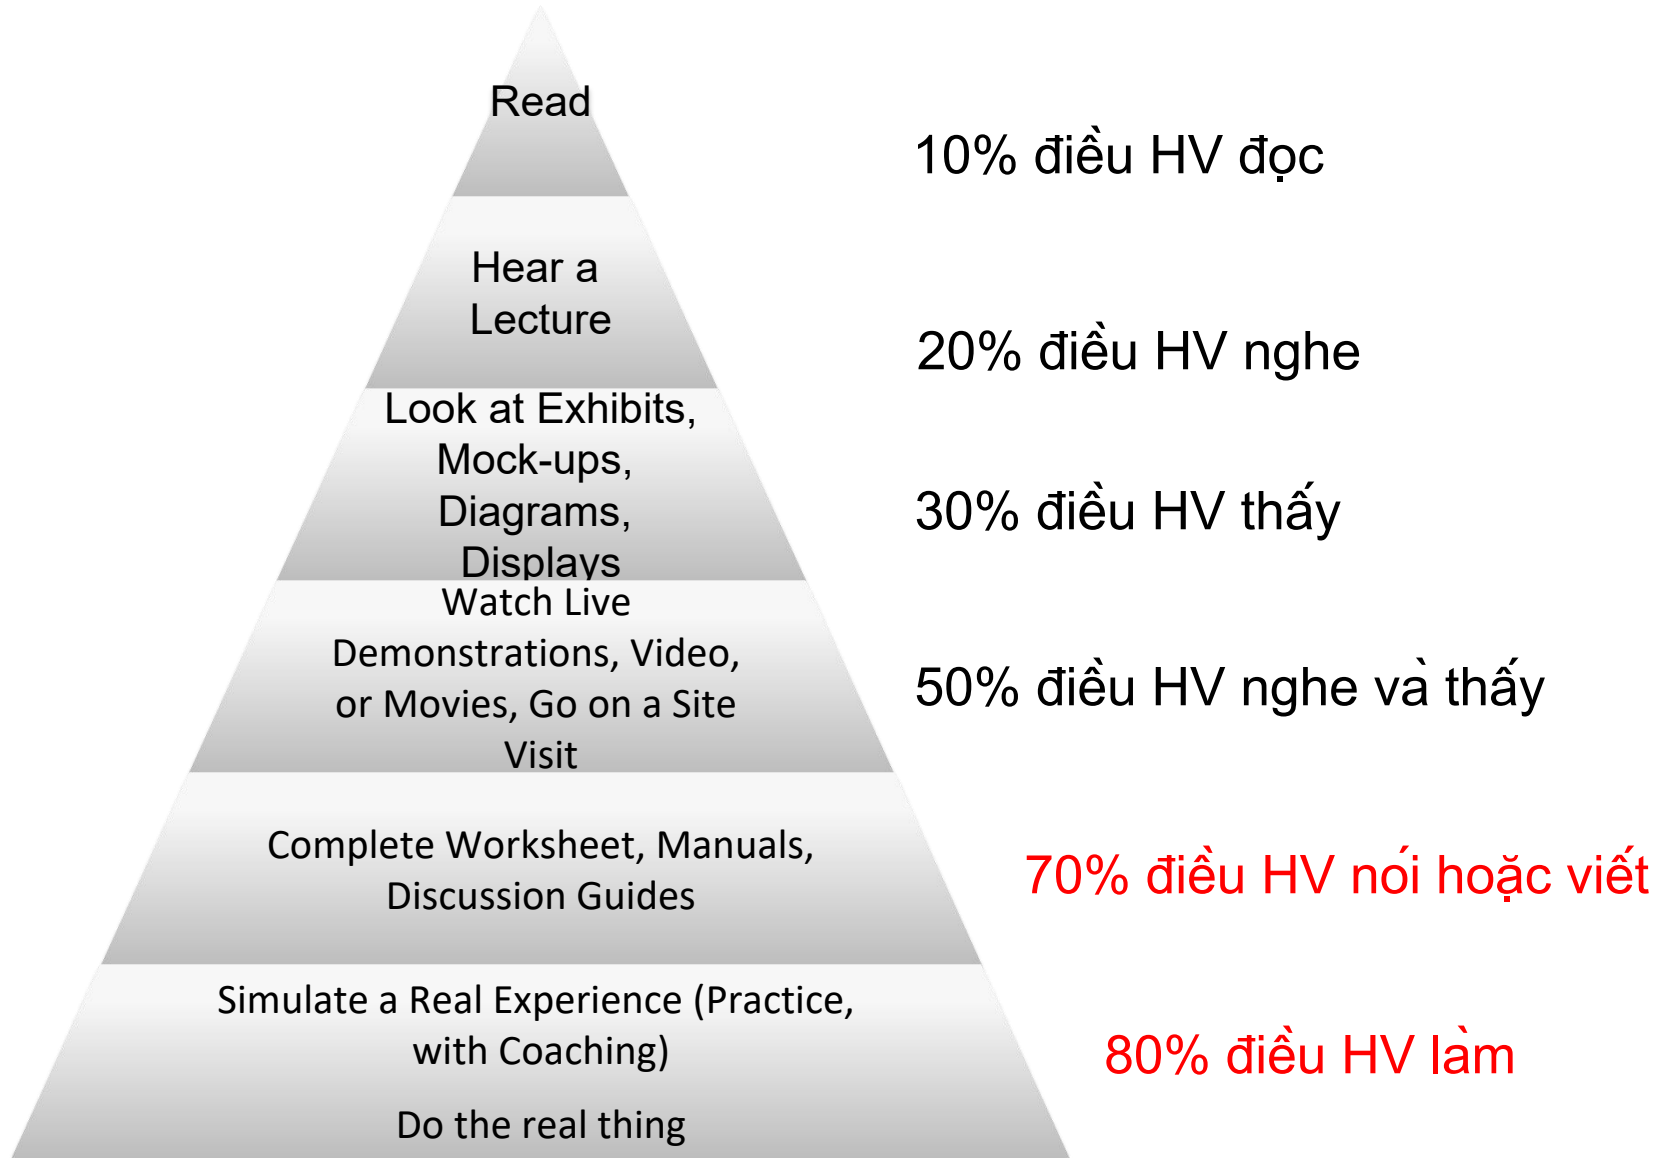 Read
10% điều HV đọc
Hear a
Lecture
20% điều HV nghe
Look at Exhibits,
Mock-ups,
Diagrams,
Displays
30% điều HV thấy
Watch Live
Demonstrations, Video,
or Movies, Go on a Site
Visit
50% điều HV nghe và thấy
Complete Worksheet, Manuals,
Discussion Guides
70% điều HV nói hoặc viết
Simulate a Real Experience (Practice,
with Coaching)
Do the real thing
80% điều HV làm